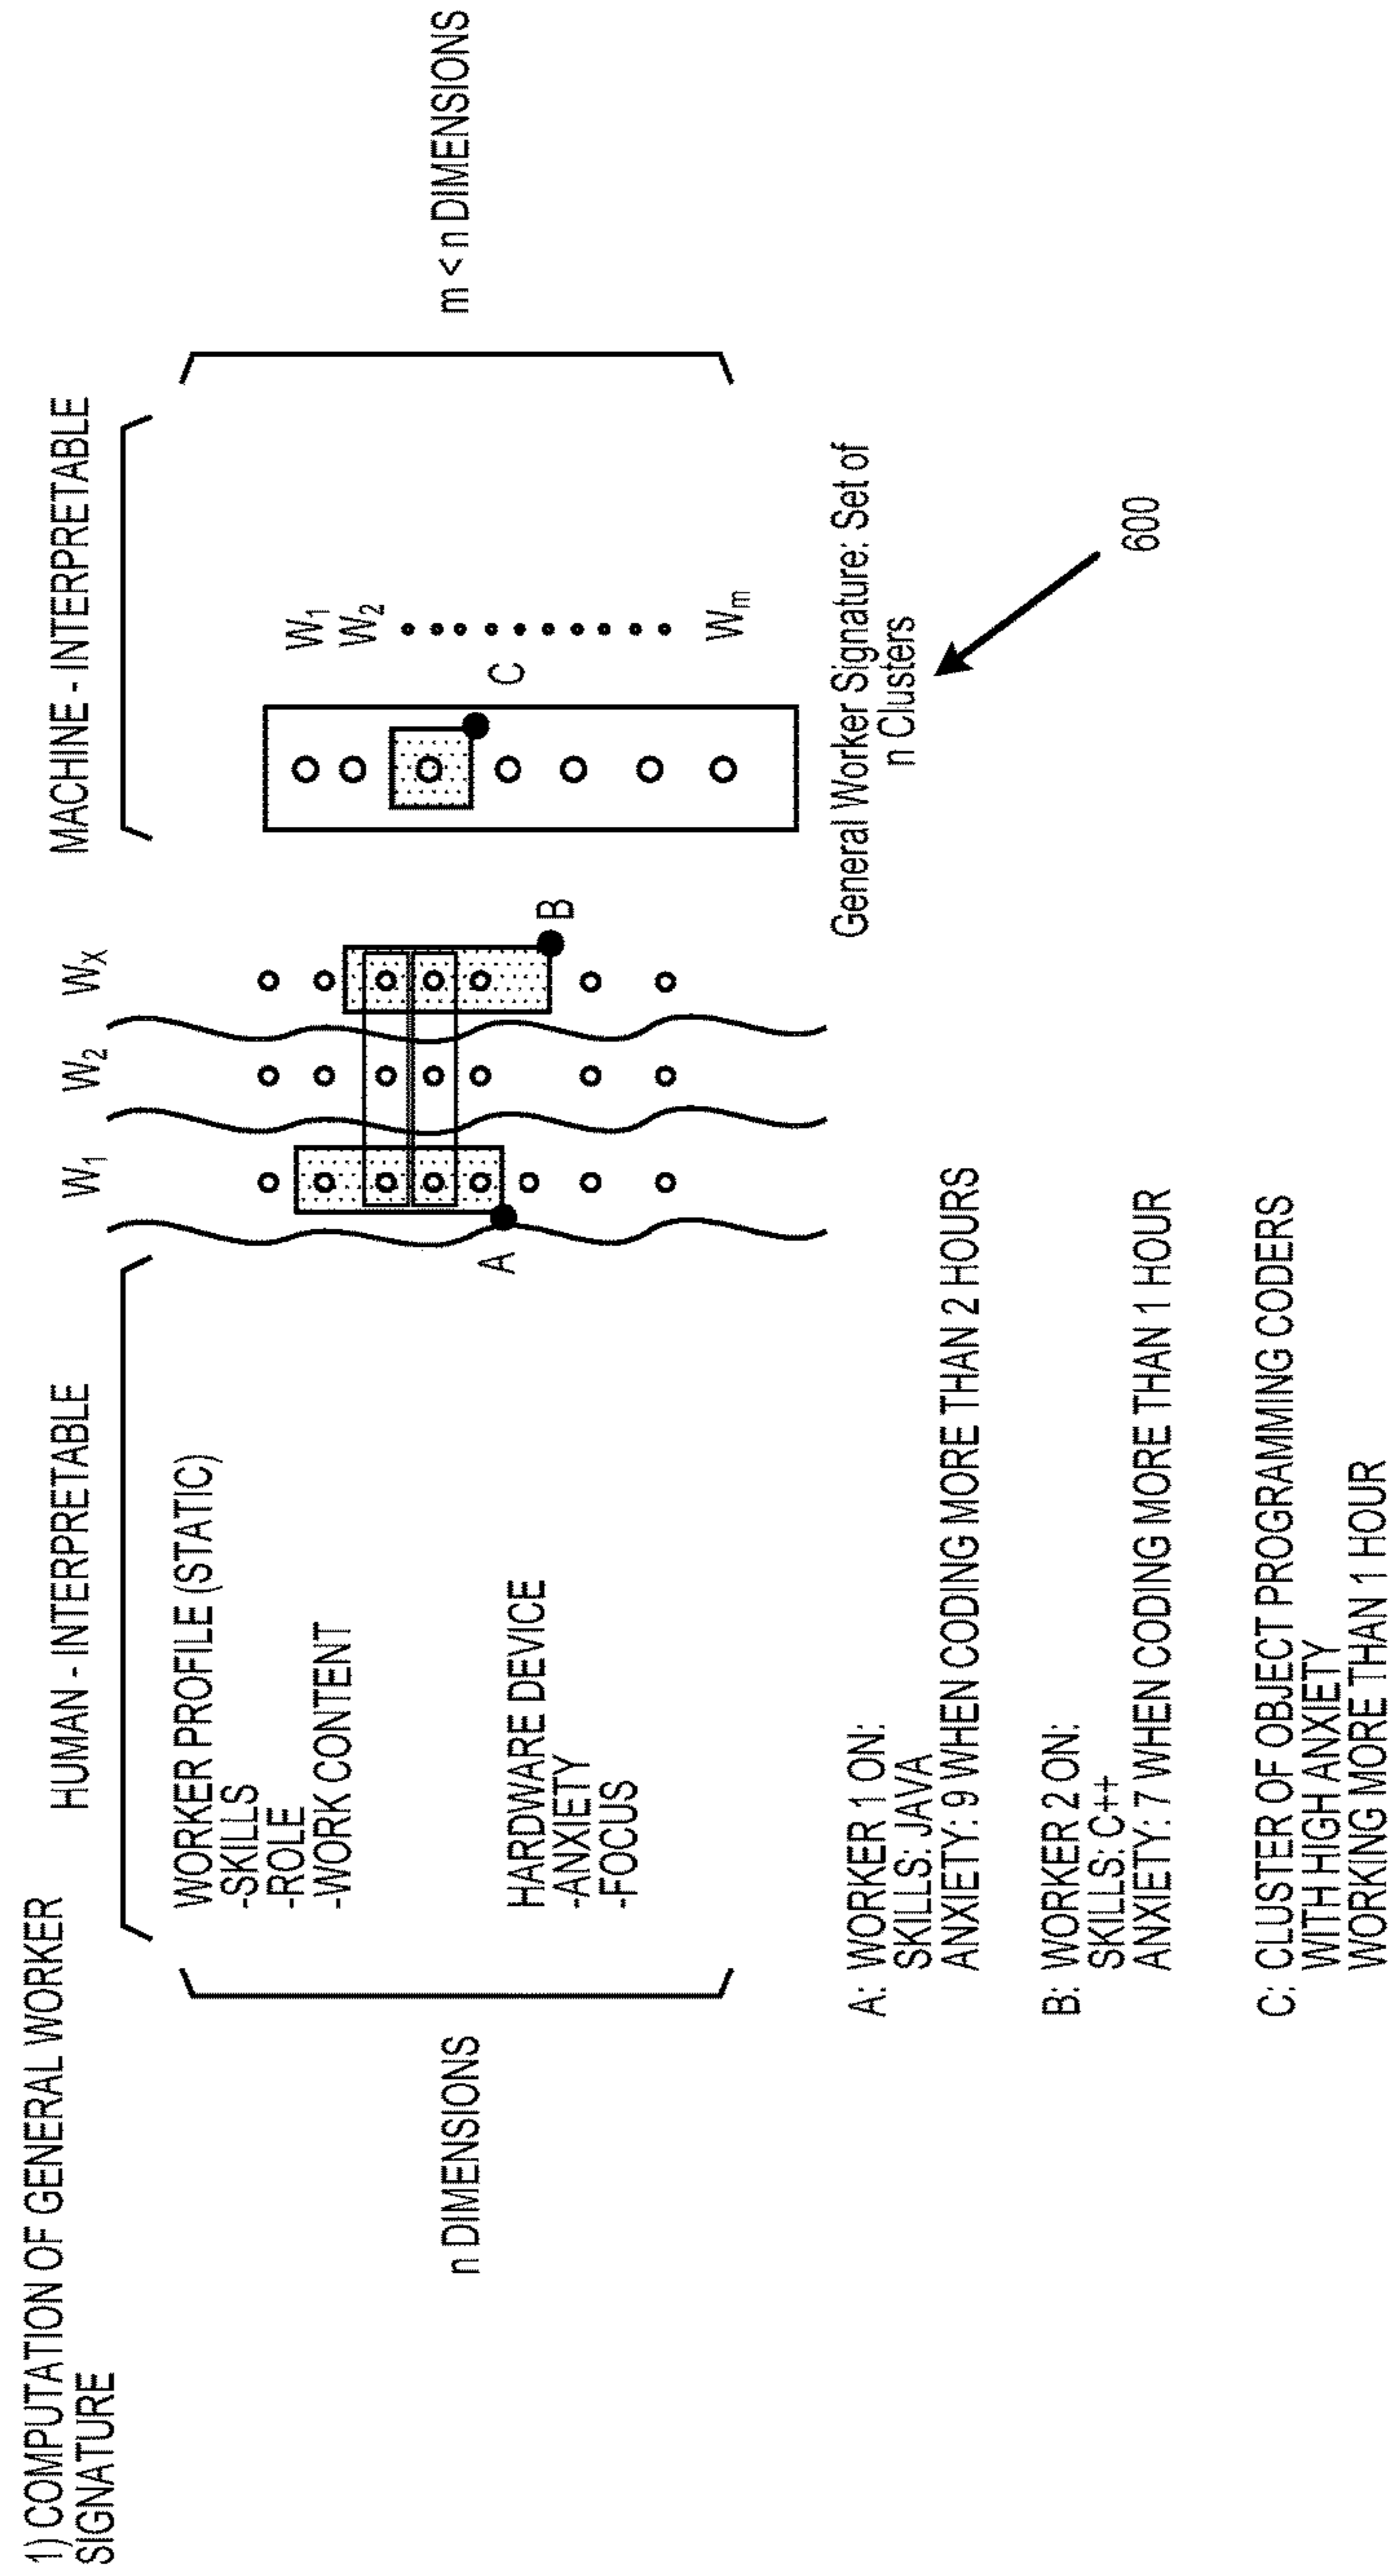 1) COMPUTATION OF GENERAL WORKER
SIGNATURE
HUMAN - INTERPRETABLE
MACHINE - INTERPRETABLE
W1
W2
WX
n DIMENSIONS
WORKER PROFILE (STATIC)
-SKILLS
-ROLE
-WORK CONTENT
HARDWARE DEVICE
-ANXIETY
-FOCUS
A
B
C
W1
W2
Wm
m < n DIMENSIONS
General Worker Signature: Set of
n Clusters
600
A: WORKER 1 ON:
SKILLS: JAVA
ANXIETY: 9 WHEN CODING MORE THAN 2 HOURS
B: WORKER 2 ON:
SKILLS: C++
ANXIETY: 7 WHEN CODING MORE THAN 1 HOUR
C: CLUSTER OF OBJECT PROGRAMMING CODERS
WITH HIGH ANXIETY
WORKING MORE THAN 1 HOUR